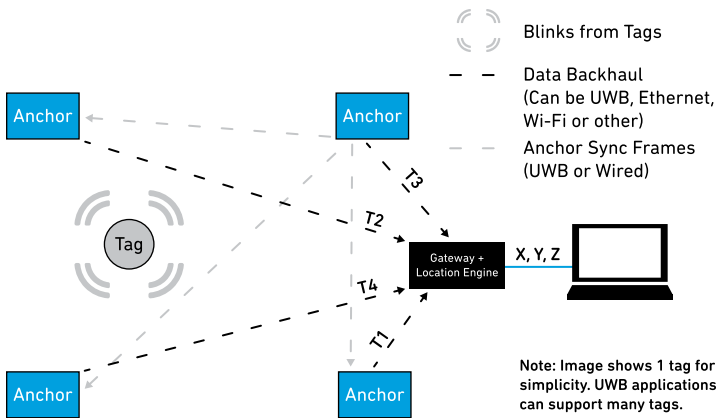 Blinks from Tags
Data Backhaul
(Can be UWB, Ethernet,
Wi-Fi or other)
Anchor Sync Frames
(UWB or Wired)
Anchor
Anchor
T3
T2
Tag
Gateway +
Location Engine
X, Y, Z
T4
T1
Anchor
Anchor
Note: Image shows 1 tag for
simplicity. UWB applications
can support many tags.